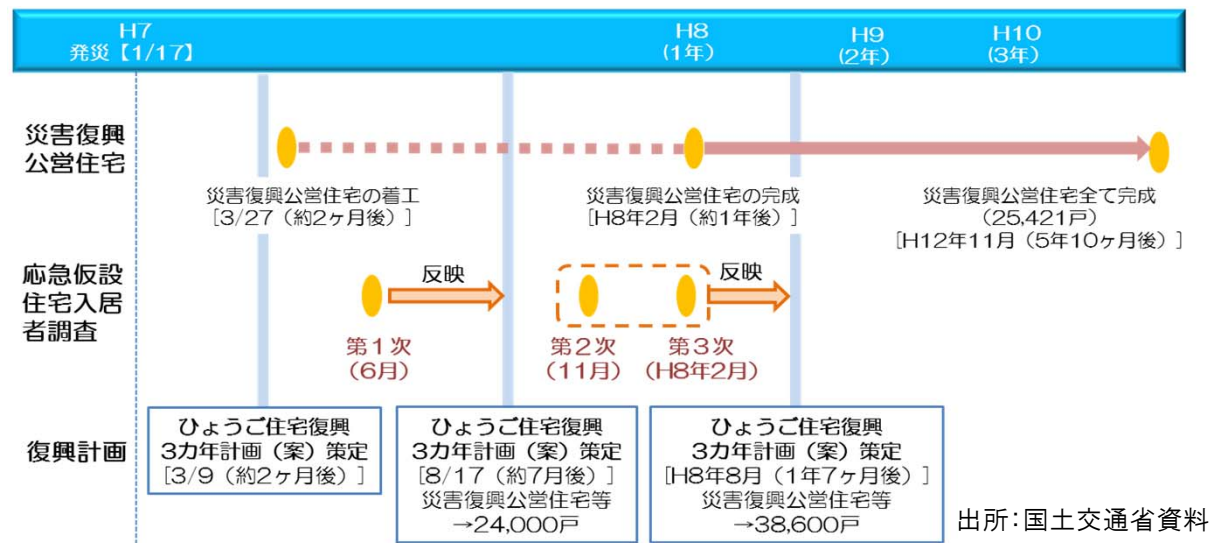 H7
発災【1/17】
H8
(1年)
H9
(2年)
H10
(3年)
災害復興
公営住宅
災害復興公営住宅の着工
[3/27（約2ヶ月後）]
災害復興公営住宅の完成
[H8年2月（約1年後）]
災害復興公営住宅全て完成
（25,421戸）
[H12年11月（5年10ヶ月後）]
応急仮設
住宅入居
者調査
反映
反映
第1次
（6月）
第2次
（11月）
第3次
（H8年2月）
復興計画
ひょうご住宅復興
3カ年計画（案）策定
[3/9（約2ヶ月後）]
ひょうご住宅復興
3カ年計画（案）策定
[8/17（約7月後）]
災害復興公営住宅等
→24,000戸
ひょうご住宅復興
3カ年計画（案）策定
[H8年8月（1年7ヶ月後）]
災害復興公営住宅等
→38,600戸
出所：国土交通省資料